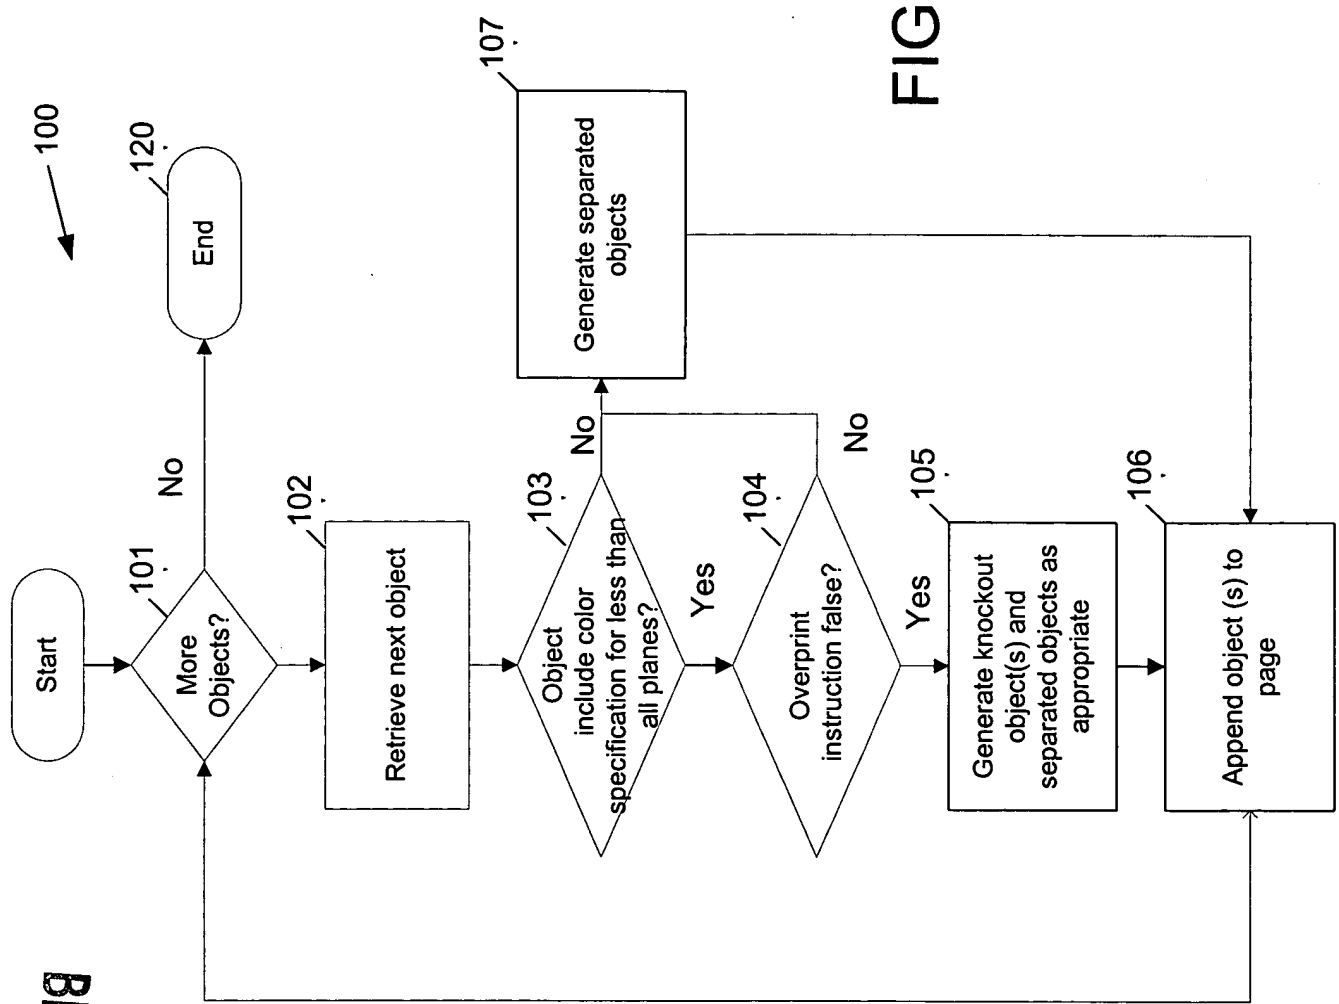 100
Start
101
More
Objects?
No
120
End
102
Retrieve next object
103
Object
include color
specification for less than
all planes?
No
107
Generate separated
objects
Yes
104
Overprint
instruction false?
No
Yes
105
Generate knockout
object(s) and
separated objects as
appropriate
106
Append object (s) to
page
FIG